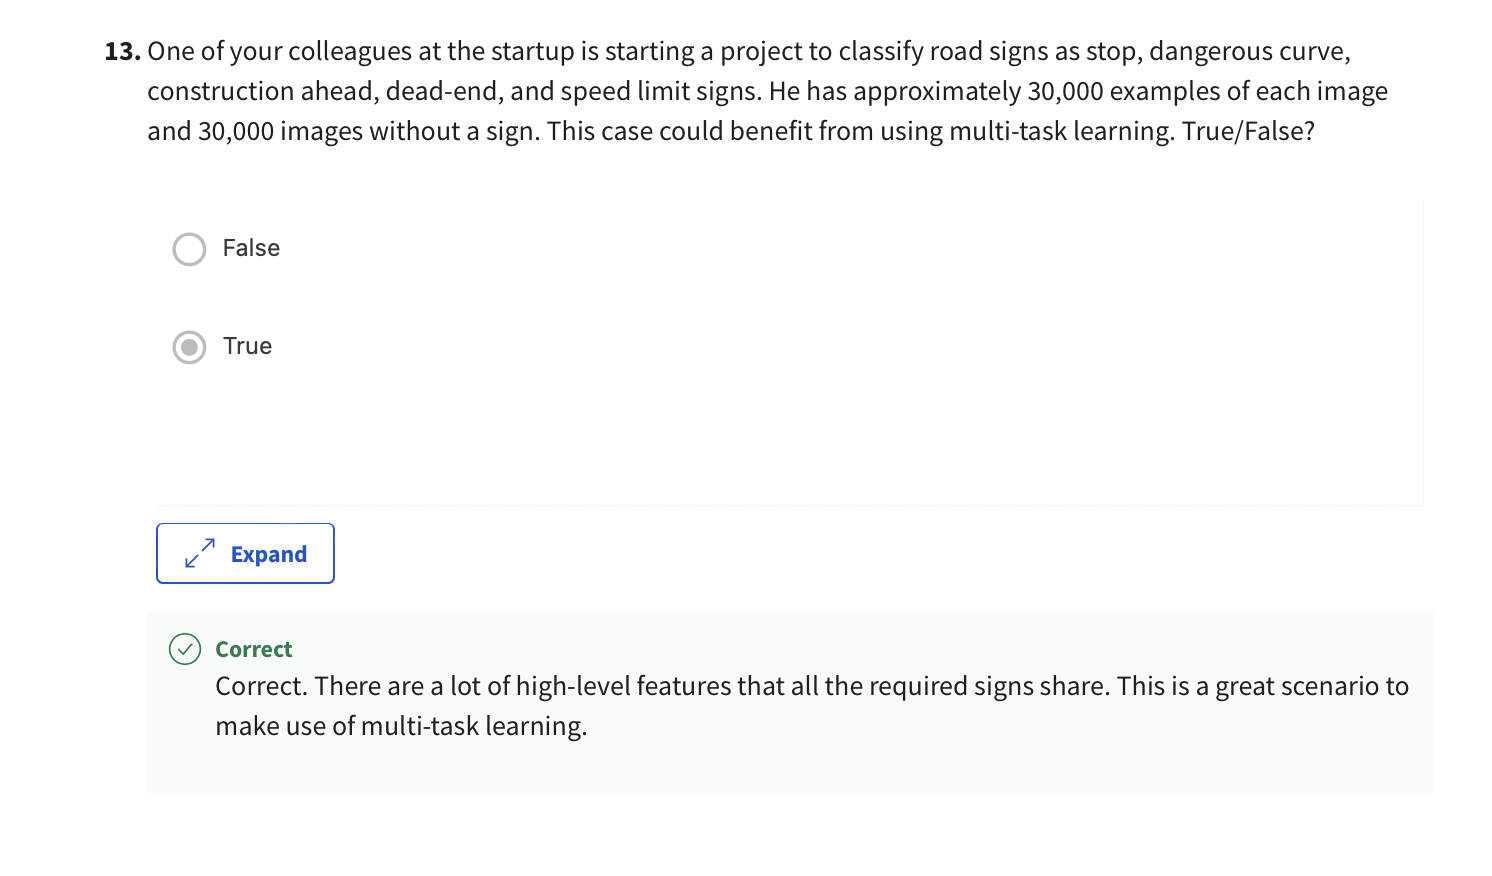 13. One of your colleagues at the startup is starting a project to classify road signs as stop, dangerous curve,
construction ahead, dead-end, and speed limit signs. He has approximately 30,000 examples of each image
and 30,000 images without a sign. This case could benefit from using multi-task learning. True/False?
False
True
Expand
Correct
Correct. There are a lot of high-level features that all the required signs share. This is a great scenario to
make use of multi-task learning.